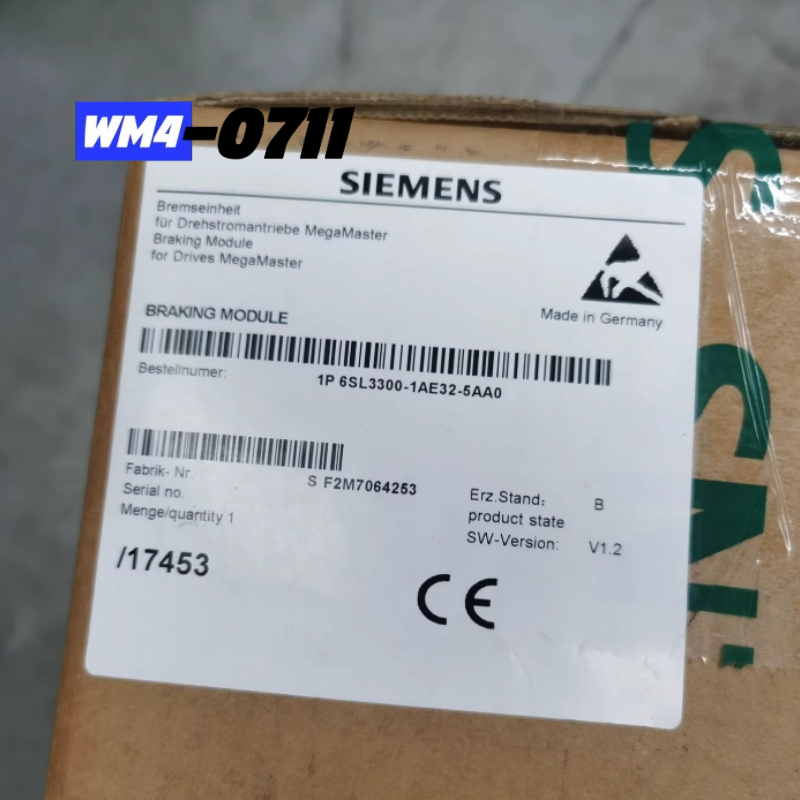 WM4-0711
SIEMENS
Bremseinheit
für Drehstromantriebe MegaMaster
Braking Module
for Drives MegaMaster
Made in Germany
BRAKING MODULE
Bestellnumer:
1P 6SL3300-1AE32-5AA0
Fabrik- Nr.
S F2M7064253
Serial no.
Menge/quantity 1
Erz.Stand: B
product state
SW-Version: V1.2
/17453
CE